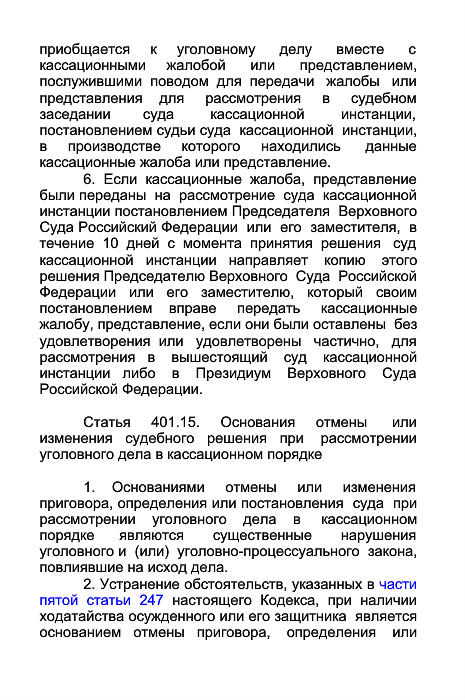 приобщается к уголовному делу вместе с
кассационными жалобой или представлением,
послужившими поводом для передачи жалобы или
представления для рассмотрения в судебном
заседании суда кассационной инстанции,
постановлением судьи суда кассационной инстанции,
в производстве которого находились данные
кассационные жалоба или представление.
6. Если кассационные жалоба, представление
были переданы на рассмотрение суда кассационной
инстанции постановлением Председателя Верховного
Суда Российский Федерации или его заместителя, в
течение 10 дней с момента принятия решения суд
кассационной инстанции направляет копию этого
решения Председателю Верховного Суда Российской
Федерации или его заместителю, который своим
постановлением вправе передать кассационные
жалобу, представление, если они были оставлены без
удовлетворения или удовлетворены частично, для
рассмотрения в вышестоящий суд кассационной
инстанции либо в Президиум Верховного Суда
Российской Федерации.
Статья 401.15. Основания отмены или
изменения судебного решения при рассмотрении
уголовного дела в кассационном порядке
1. Основаниями отмены или изменения
приговора, определения или постановления суда при
рассмотрении уголовного дела в кассационном
порядке являются существенные нарушения
уголовного и (или) уголовно-процессуального закона,
повлиявшие на исход дела.
2. Устранение обстоятельств, указанных в части
пятой статьи 247 настоящего Кодекса, при наличии
ходатайства осужденного или его защитника является
основанием отмены приговора, определения или